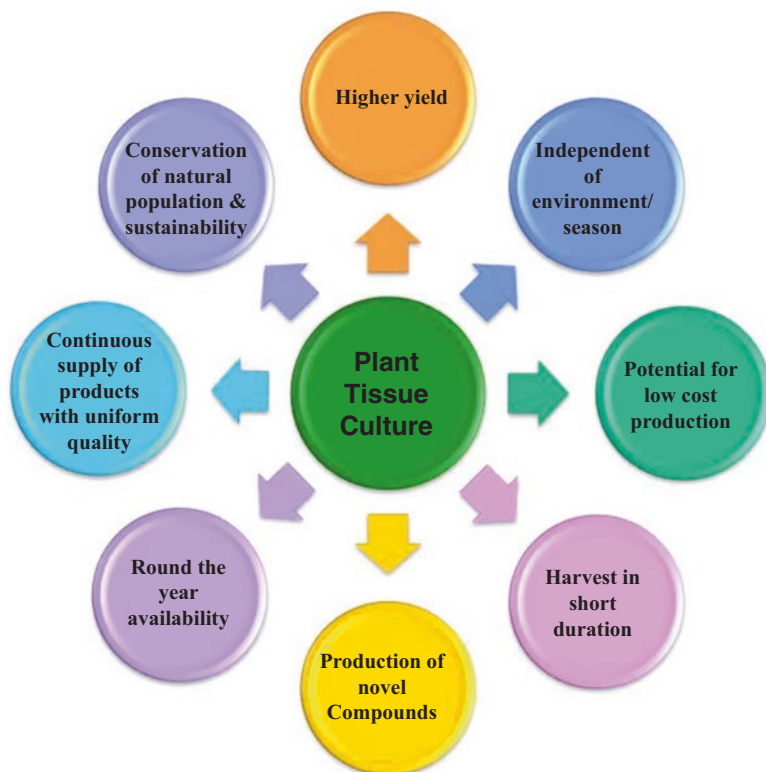 Higher yield
Independent
of
environment/
season
Potential for
low cost
production
Harvest in
short
duration
Production of
novel
Compounds
Round the
year
availability
Continuous
supply of
products
with uniform
quality
Conservation
of natural
population &
sustainability
Plant
Tissue
Culture